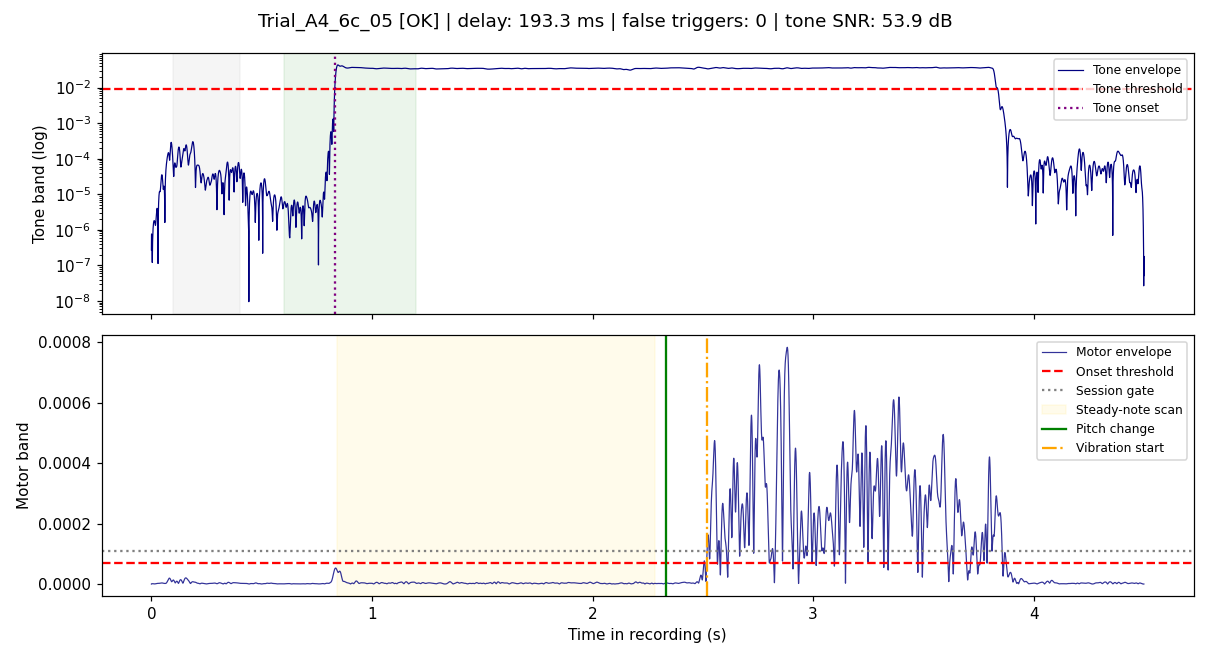 Trial_A4_6c_05 [OK] | delay: 193.3 ms | false triggers: 0 | tone SNR: 53.9 dB
Tone band (log)
10⁻²
10⁻³
10⁻⁴
10⁻⁵
10⁻⁶
10⁻⁷
10⁻⁸
Tone envelope
Tone threshold
Tone onset
Motor band
0.0008
0.0006
0.0004
0.0002
0.0000
Motor envelope
Onset threshold
Session gate
Steady-note scan
Pitch change
Vibration start
0 1 2 3 4
Time in recording (s)